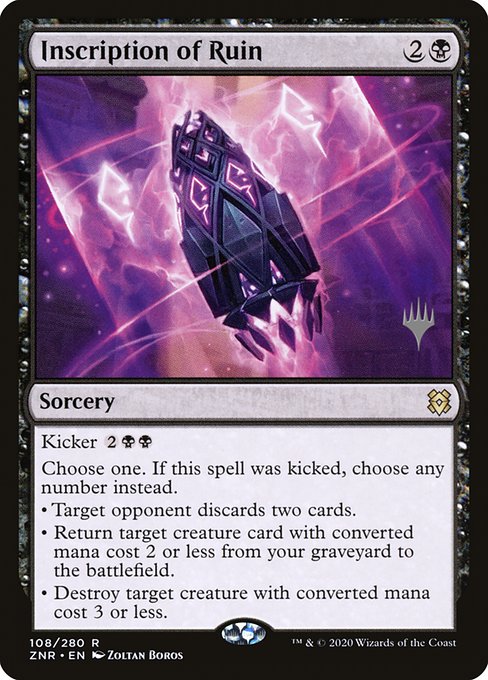 Inscription of Ruin 2
Sorcery
Kicker 2
Choose one. If this spell was kicked, choose any
number instead.
• Target opponent discards two cards.
• Return target creature card with converted
mana cost 2 or less from your graveyard to
the battlefield.
• Destroy target creature with converted mana
cost 3 or less.
108/280 R
ZNR • EN Zoltan Boros
™ & © 2020 Wizards of the Coast